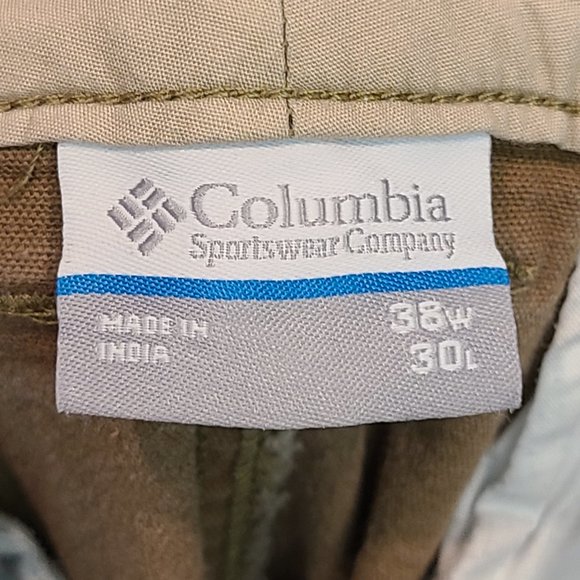 Columbia
Sportswear Company
MADE IN
INDIA
38W
30L